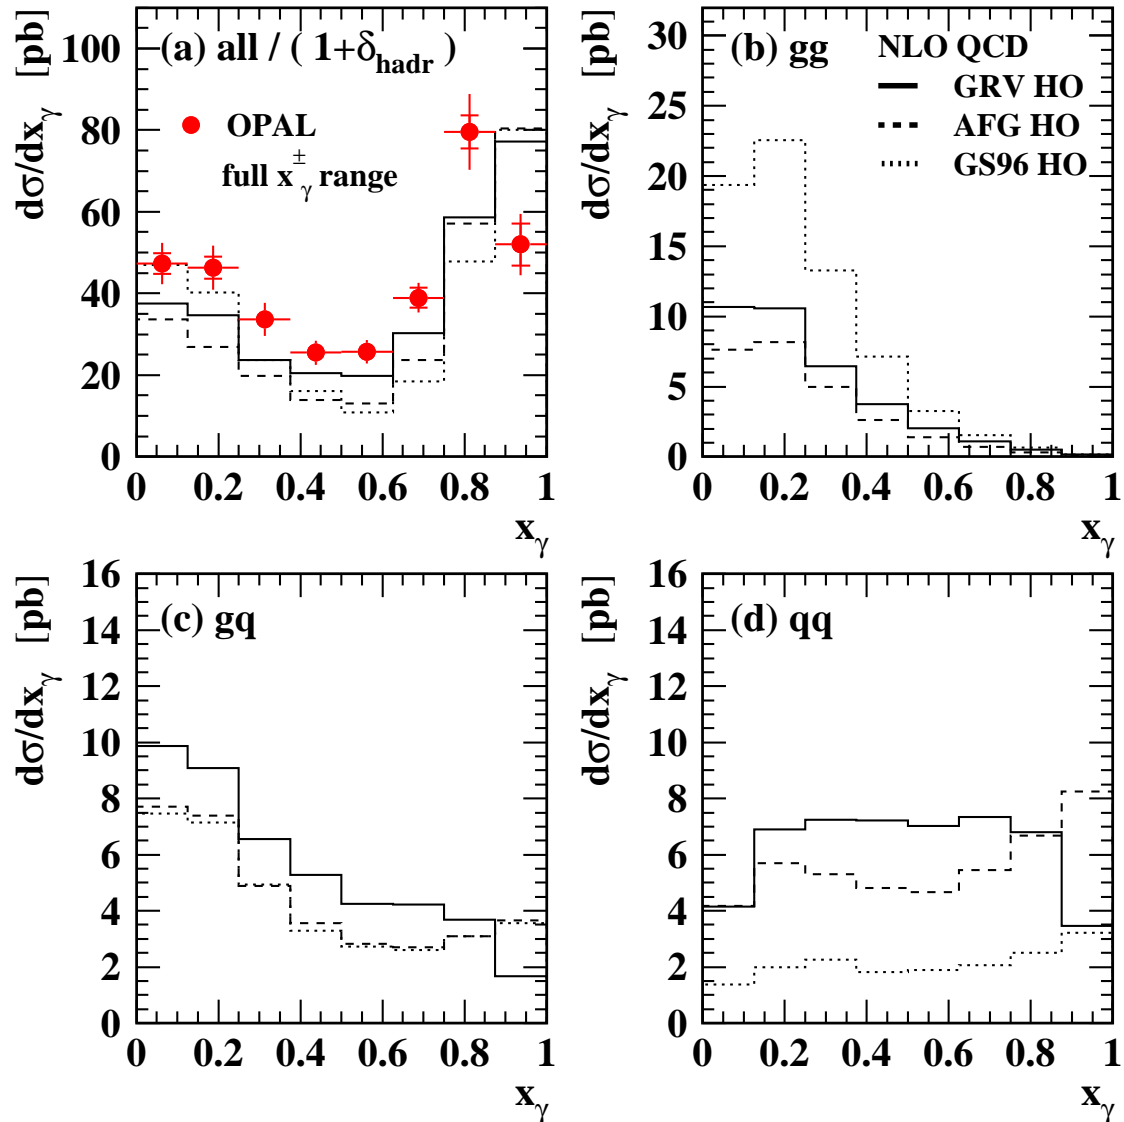 dσ/dxγ [pb]
(a) all / ( 1+δhadr )
OPAL
full xγ± range
100
80
60
40
20
0
0 0.2 0.4 0.6 0.8 1
xγ
dσ/dxγ [pb]
(b) gg
NLO QCD
GRV HO
AFG HO
GS96 HO
30
25
20
15
10
5
0
0 0.2 0.4 0.6 0.8 1
xγ
dσ/dxγ [pb]
(c) gq
16
14
12
10
8
6
4
2
0
0 0.2 0.4 0.6 0.8 1
xγ
dσ/dxγ [pb]
(d) qq
16
14
12
10
8
6
4
2
0
0 0.2 0.4 0.6 0.8 1
xγ